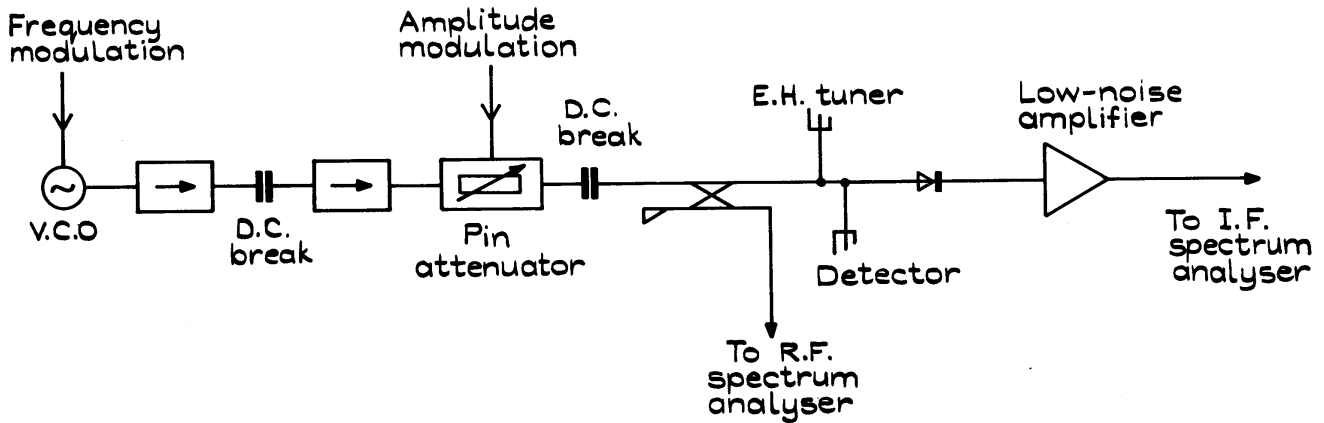 Frequency
modulation
Amplitude
modulation
D.C.
break
E.H. tuner
Low-noise
amplifier
V.C.O
D.C.
break
Pin
attenuator
Detector
To I.F.
spectrum
analyser
To R.F.
spectrum
analyser